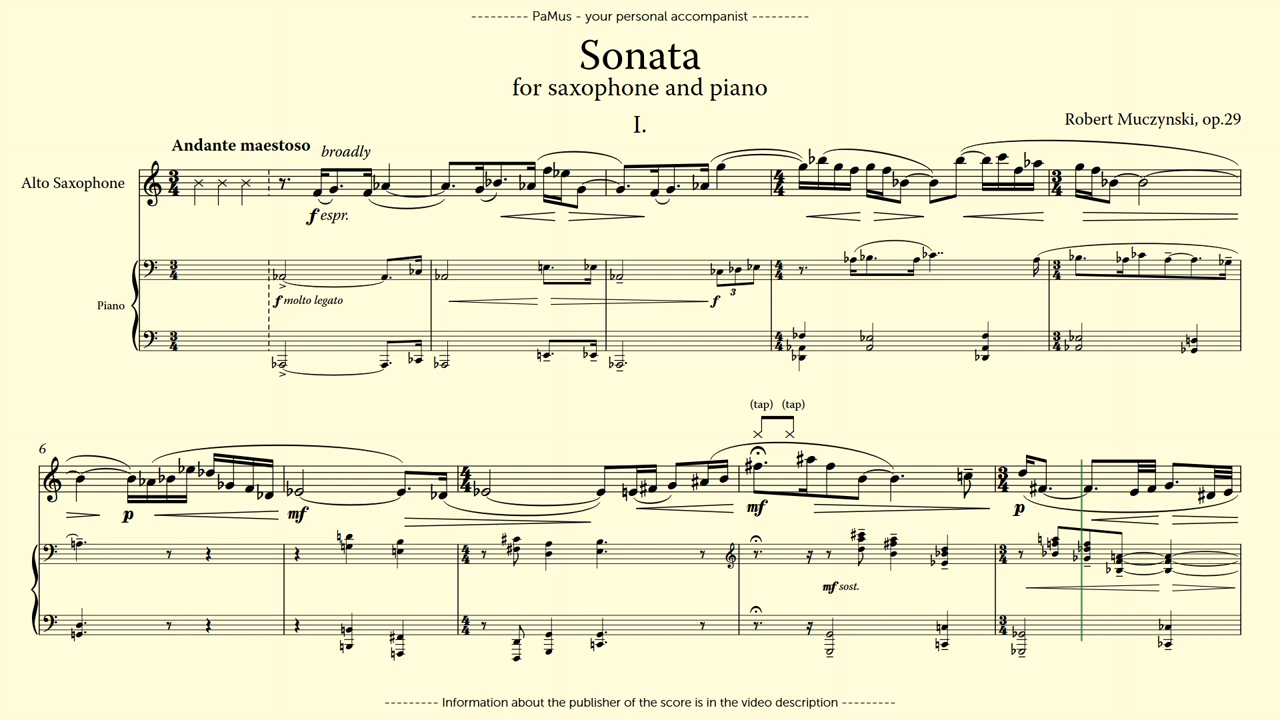 --------- PaMus - your personal accompanist ---------
Sonata
for saxophone and piano
I.
Robert Muczynski, op.29
Andante maestoso
broadly
Alto Saxophone
f espr.
Piano
f molto legato
f
3
(tap) (tap)
6
p
mf
mf
p
mf sost.
--------- Information about the publisher of the score is in the video description ---------